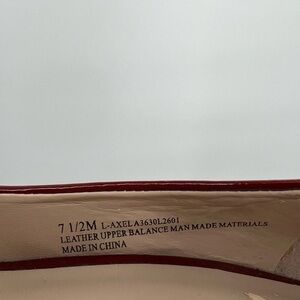 7 1/2M L-AXELA3630L2601
LEATHER UPPER BALANCE MAN MADE MATERIALS
MADE IN CHINA